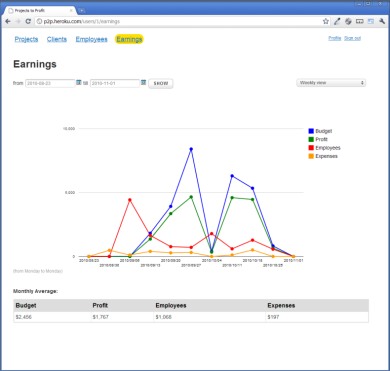 Projects to Profit
p2p.heroku.com/users/1/earnings
Projects Clients Employees Earnings
Profile Sign out
Earnings
From 2010-08-23 till 2010-11-01 SHOW
Weekly view
10,000
Budget
Profit
Employees
Expenses
5,000
0
2010/08/23 2010/09/06 2010/09/20 2010/10/04 2010/10/18 2010/11/01
2010/08/30 2010/09/13 2010/09/27 2010/10/11 2010/10/25
(from Monday to Monday)
Monthly Average:
Budget Profit Employees Expenses
$2,456 $1,767 $1,068 $197